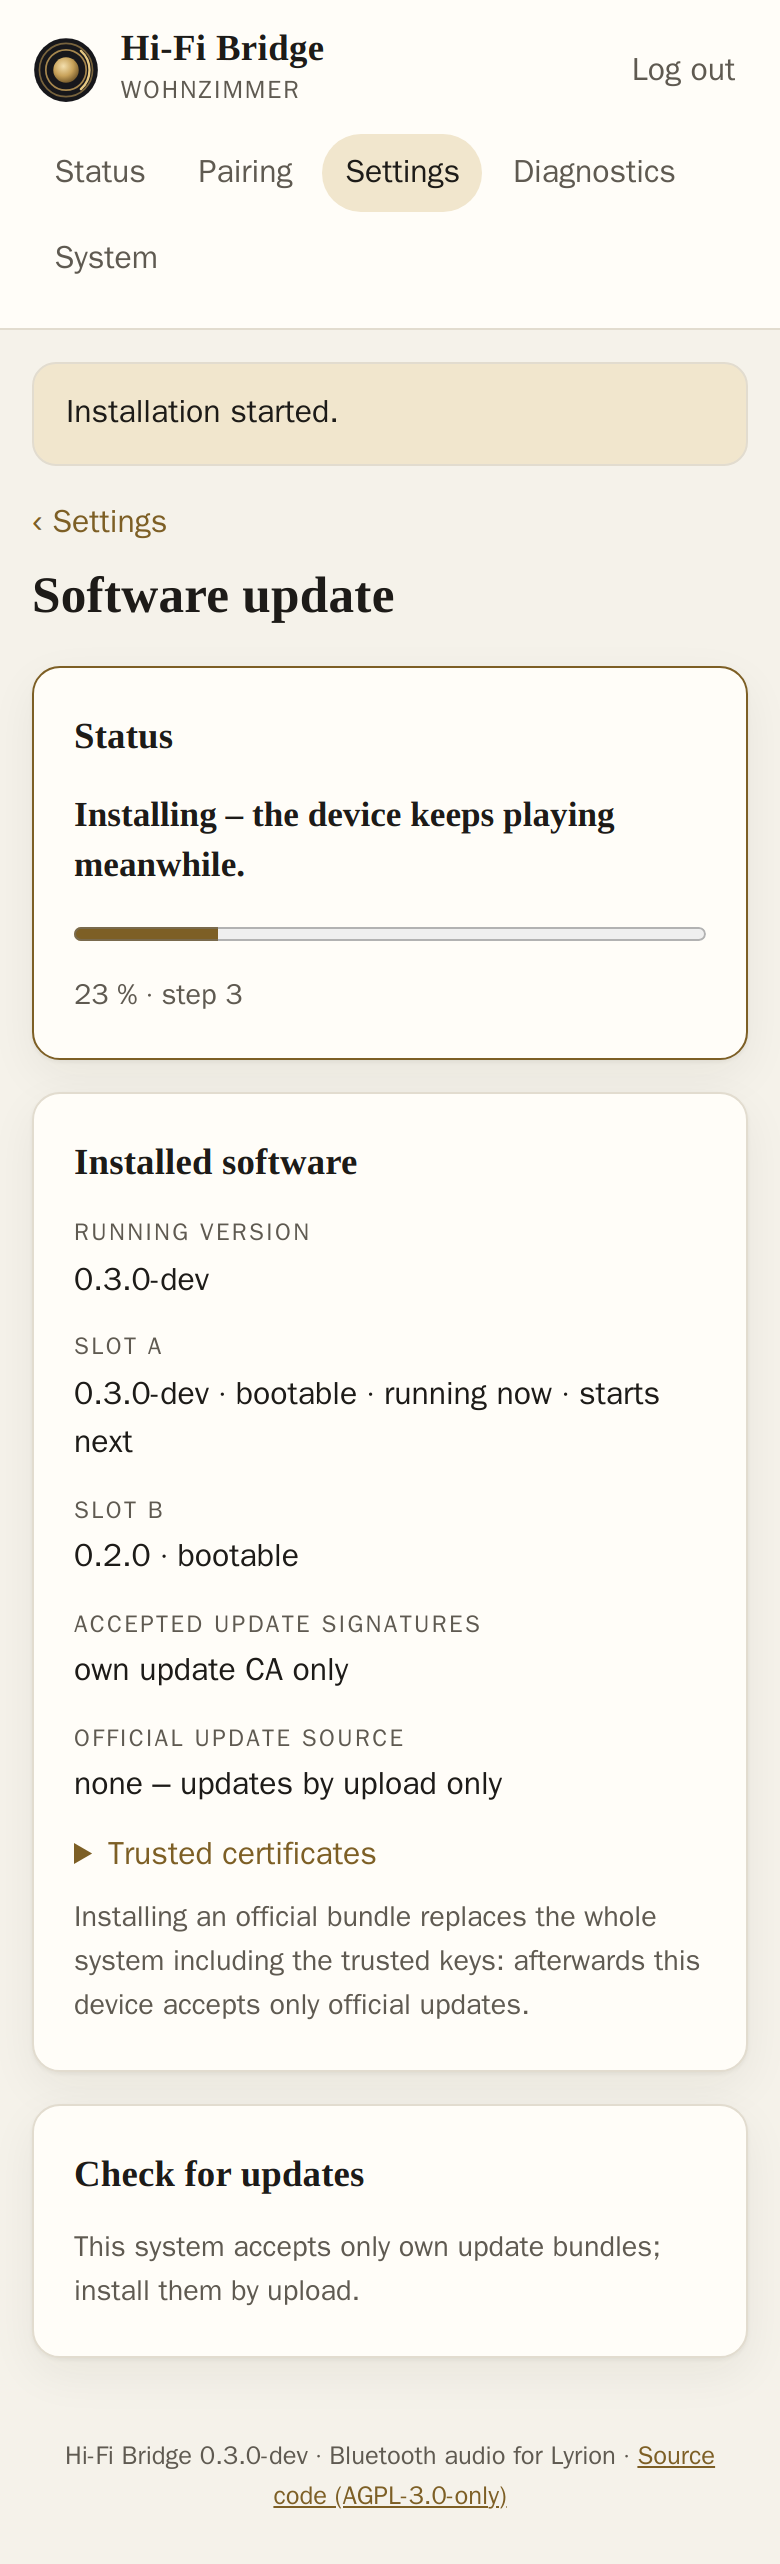 Hi-Fi Bridge
WOHNZIMMER
Log out
Status
Pairing
Settings
Diagnostics
System
Installation started.
‹ Settings
Software update
Status
Installing – the device keeps playing
meanwhile.
23 % · step 3
Installed software
RUNNING VERSION
0.3.0-dev
SLOT A
0.3.0-dev · bootable · running now · starts
next
SLOT B
0.2.0 · bootable
ACCEPTED UPDATE SIGNATURES
own update CA only
OFFICIAL UPDATE SOURCE
none – updates by upload only
Trusted certificates
Installing an official bundle replaces the whole
system including the trusted keys: afterwards this
device accepts only official updates.
Check for updates
This system accepts only own update bundles;
install them by upload.
Hi-Fi Bridge 0.3.0-dev · Bluetooth audio for Lyrion · Source
code (AGPL-3.0-only)